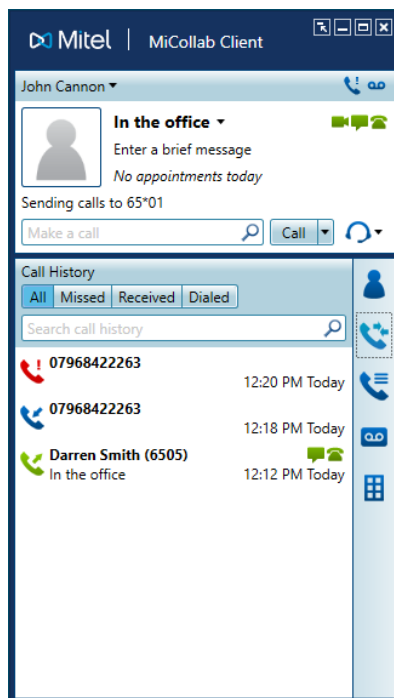 Mitel | MiCollab Client
John Cannon
In the office
Enter a brief message
No appointments today
Sending calls to 65*01
Make a call
Call
Call History
All Missed Received Dialed
Search call history
07968422263
12:20 PM Today
07968422263
12:18 PM Today
Darren Smith (6505)
In the office 12:12 PM Today